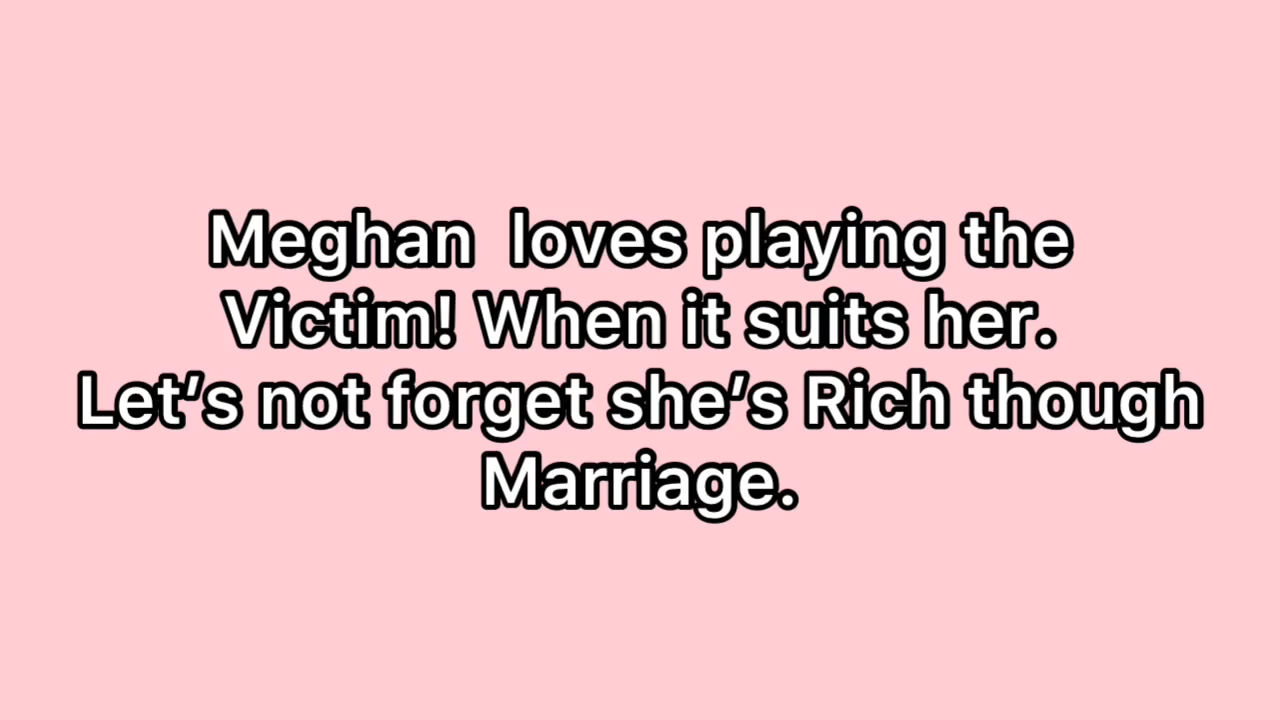 Meghan  loves playing the
Victim! When it suits her.
Let’s not forget she’s Rich though
Marriage.